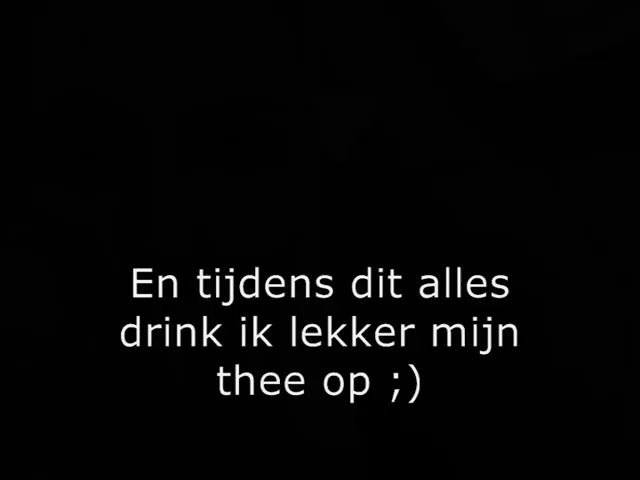 En tijdens dit alles
drink ik lekker mijn
thee op ;)